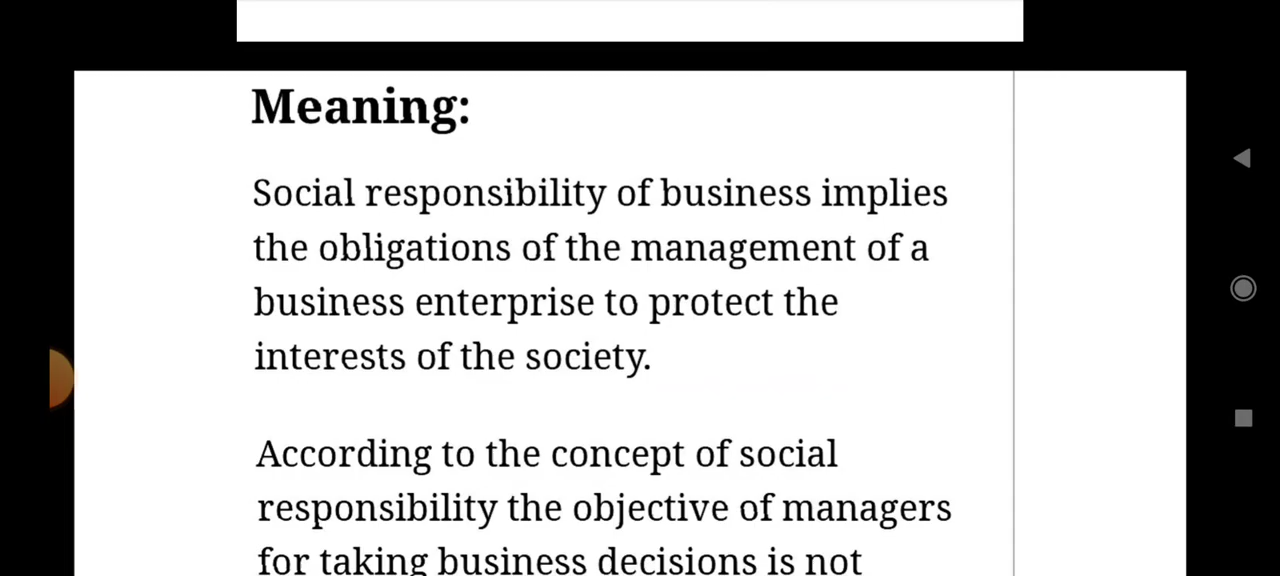 Meaning:
Social responsibility of business implies
the obligations of the management of a
business enterprise to protect the
interests of the society.
According to the concept of social
responsibility the objective of managers
for taking business decisions is not